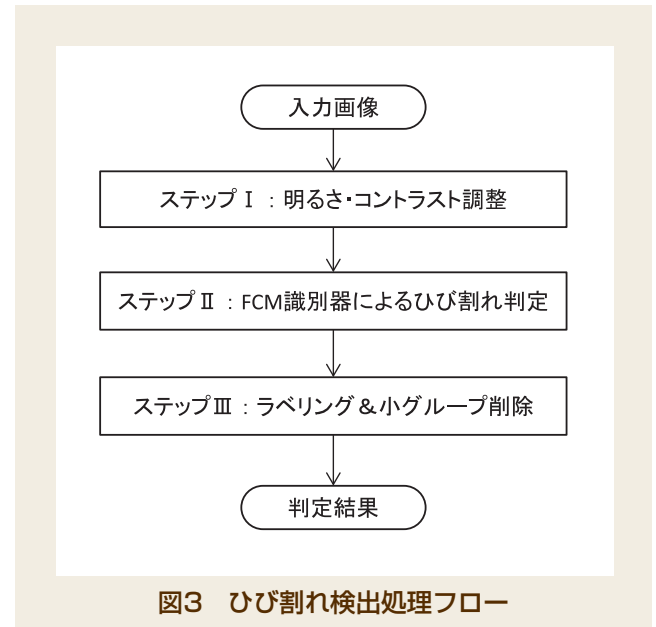 入力画像
ステップⅠ：明るさ・コントラスト調整
ステップⅡ：FCM識別器によるひび割れ判定
ステップⅢ：ラベリング＆小グループ削除
判定結果
図3　ひび割れ検出処理フロー